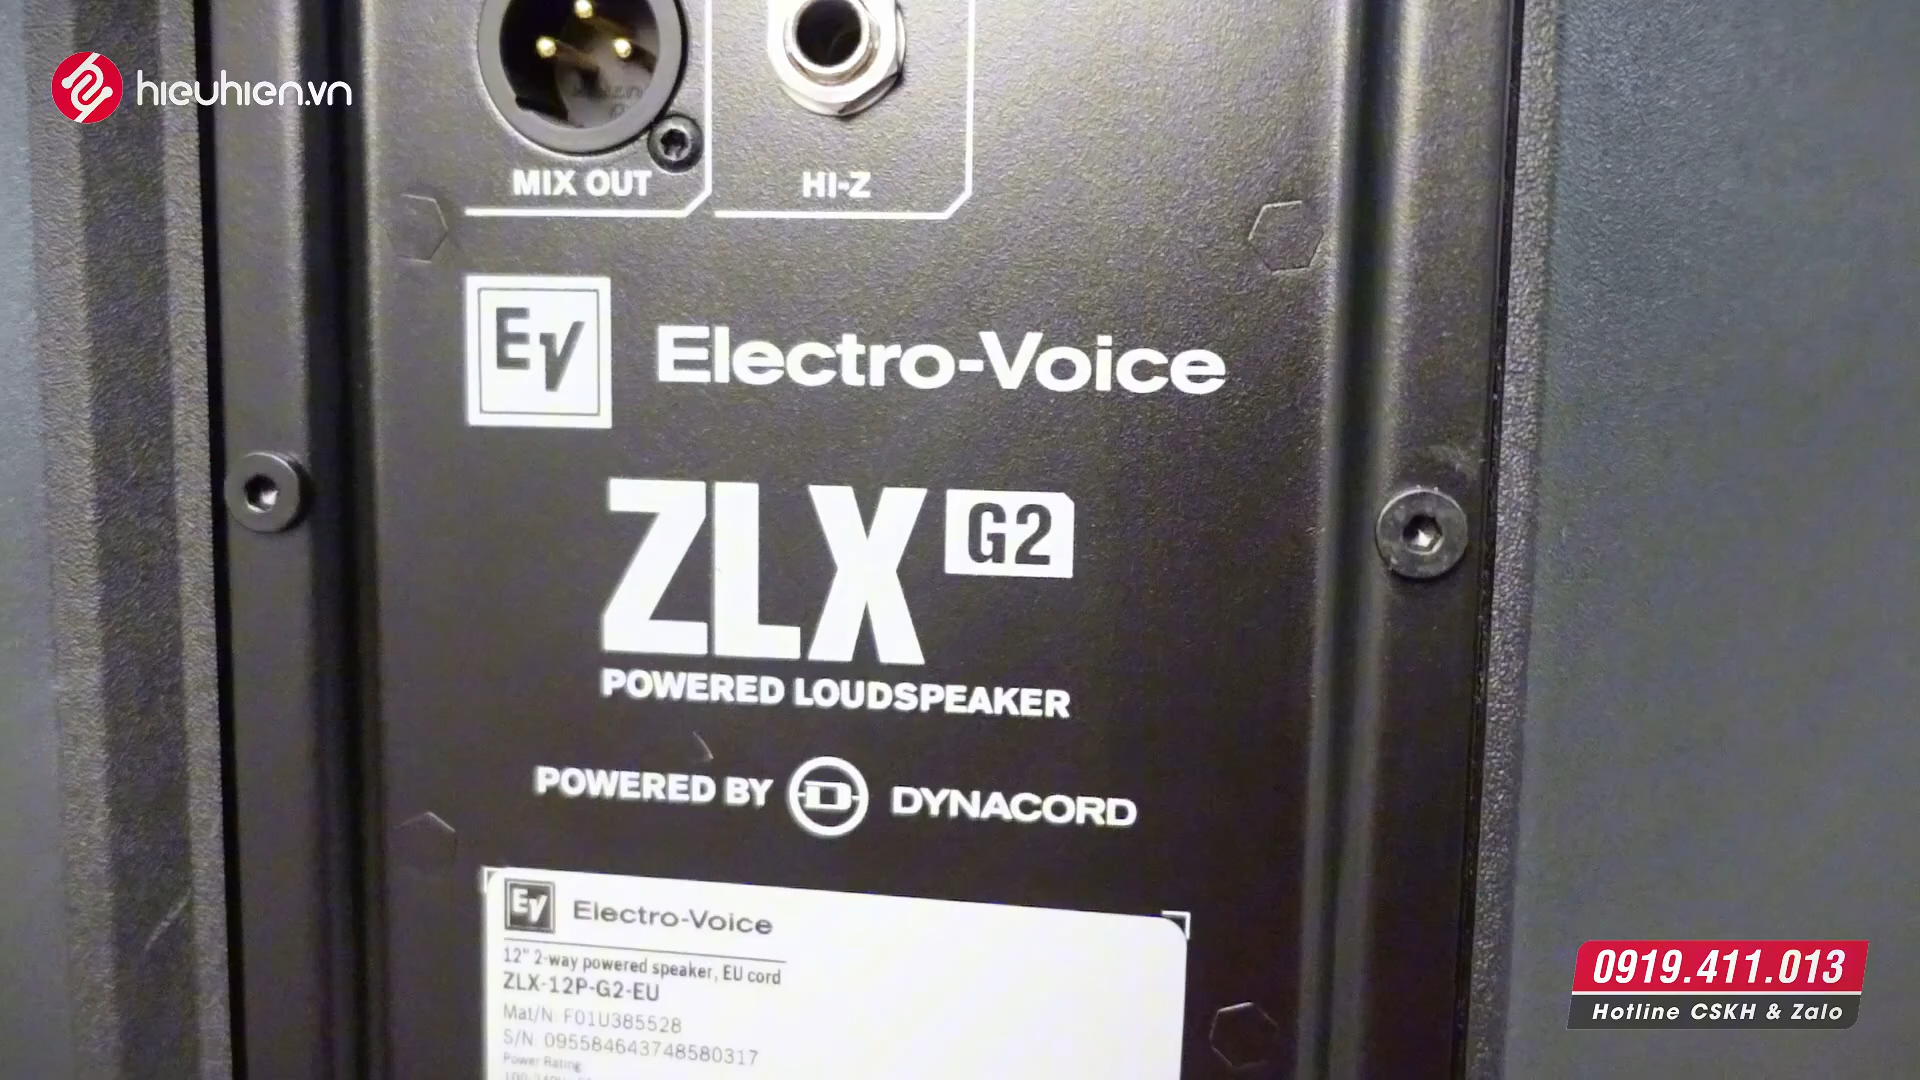 hieuhien.vn
MIX OUT
HI-Z
EV Electro-Voice
ZLX G2
POWERED LOUDSPEAKER
POWERED BY D DYNACORD
EV Electro-Voice
12" 2-way powered speaker, EU cord
ZLX-12P-G2-EU
Mat/N: F01U385528
S/N: 095584643748580317
Power Rating
0919.411.013
Hotline CSKH & Zalo